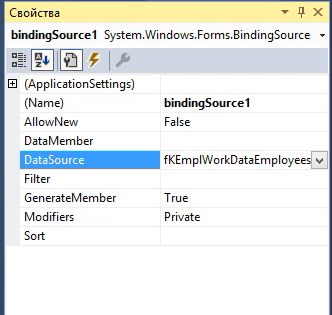 Свойства
bindingSource1 System.Windows.Forms.BindingSource
(ApplicationSettings)
(Name) bindingSource1
AllowNew False
DataMember
DataSource fKEmplWorkDataEmployees
Filter
GenerateMember True
Modifiers Private
Sort